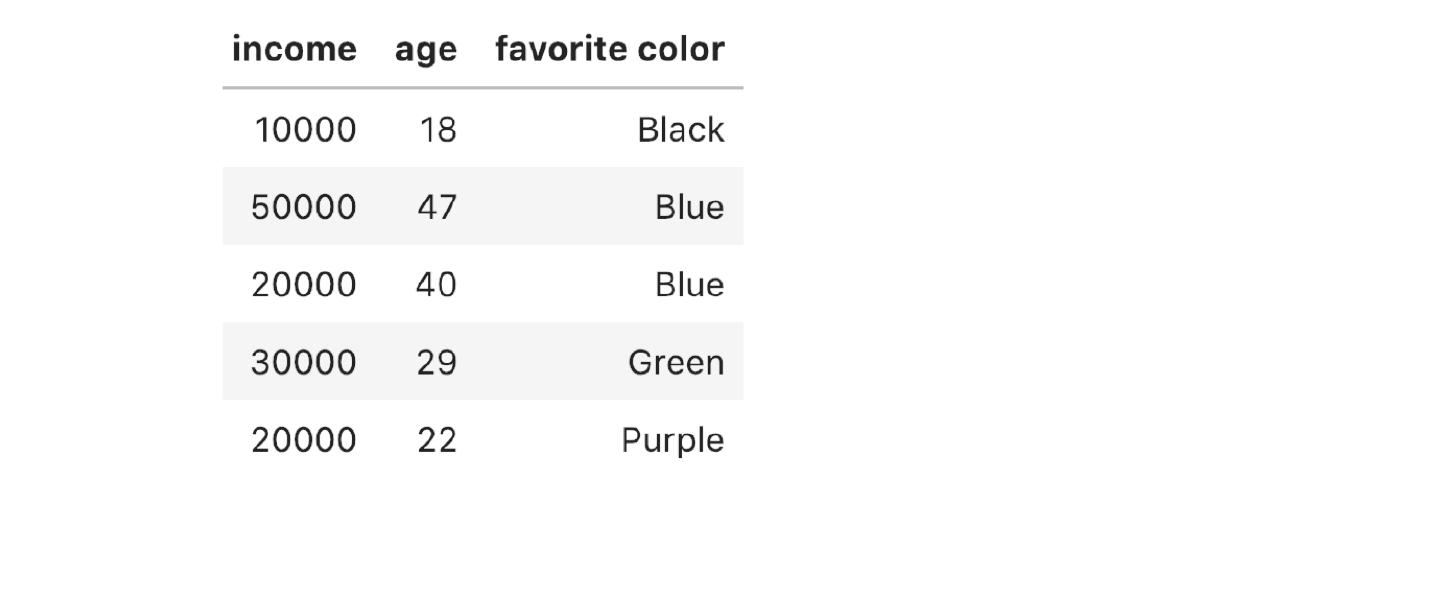 income age favorite color
10000 18 Black
50000 47 Blue
20000 40 Blue
30000 29 Green
20000 22 Purple